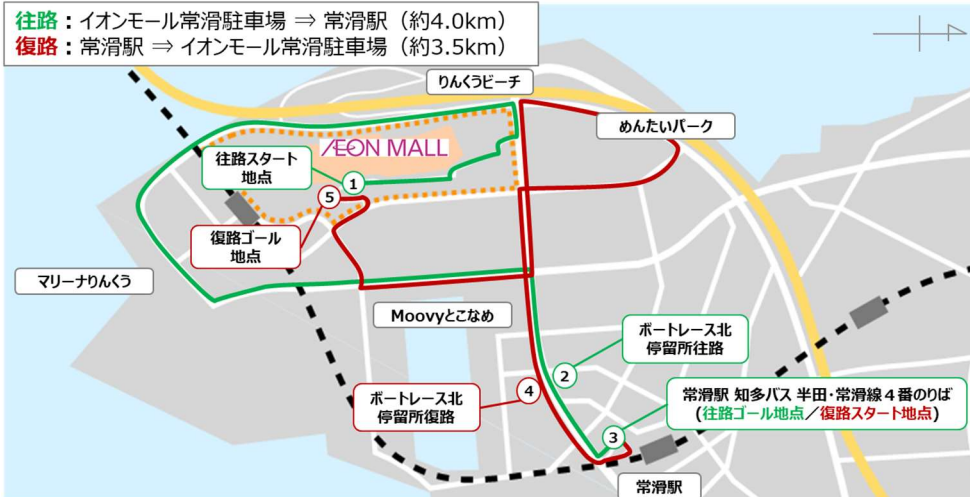 往路：イオンモール常滑駐車場 ⇒ 常滑駅（約4.0km）
復路：常滑駅 ⇒ イオンモール常滑駐車場（約3.5km）
りんくうビーチ
めんたいパーク
ÆON MALL
往路スタート
地点
1
5
復路ゴール
地点
マリーナりんくう
Moovyとこなめ
ボートレース北
停留所往路
2
ボートレース北
停留所復路
4
常滑駅 知多バス 半田・常滑線４番のりば
(往路ゴール地点／復路スタート地点)
3
常滑駅